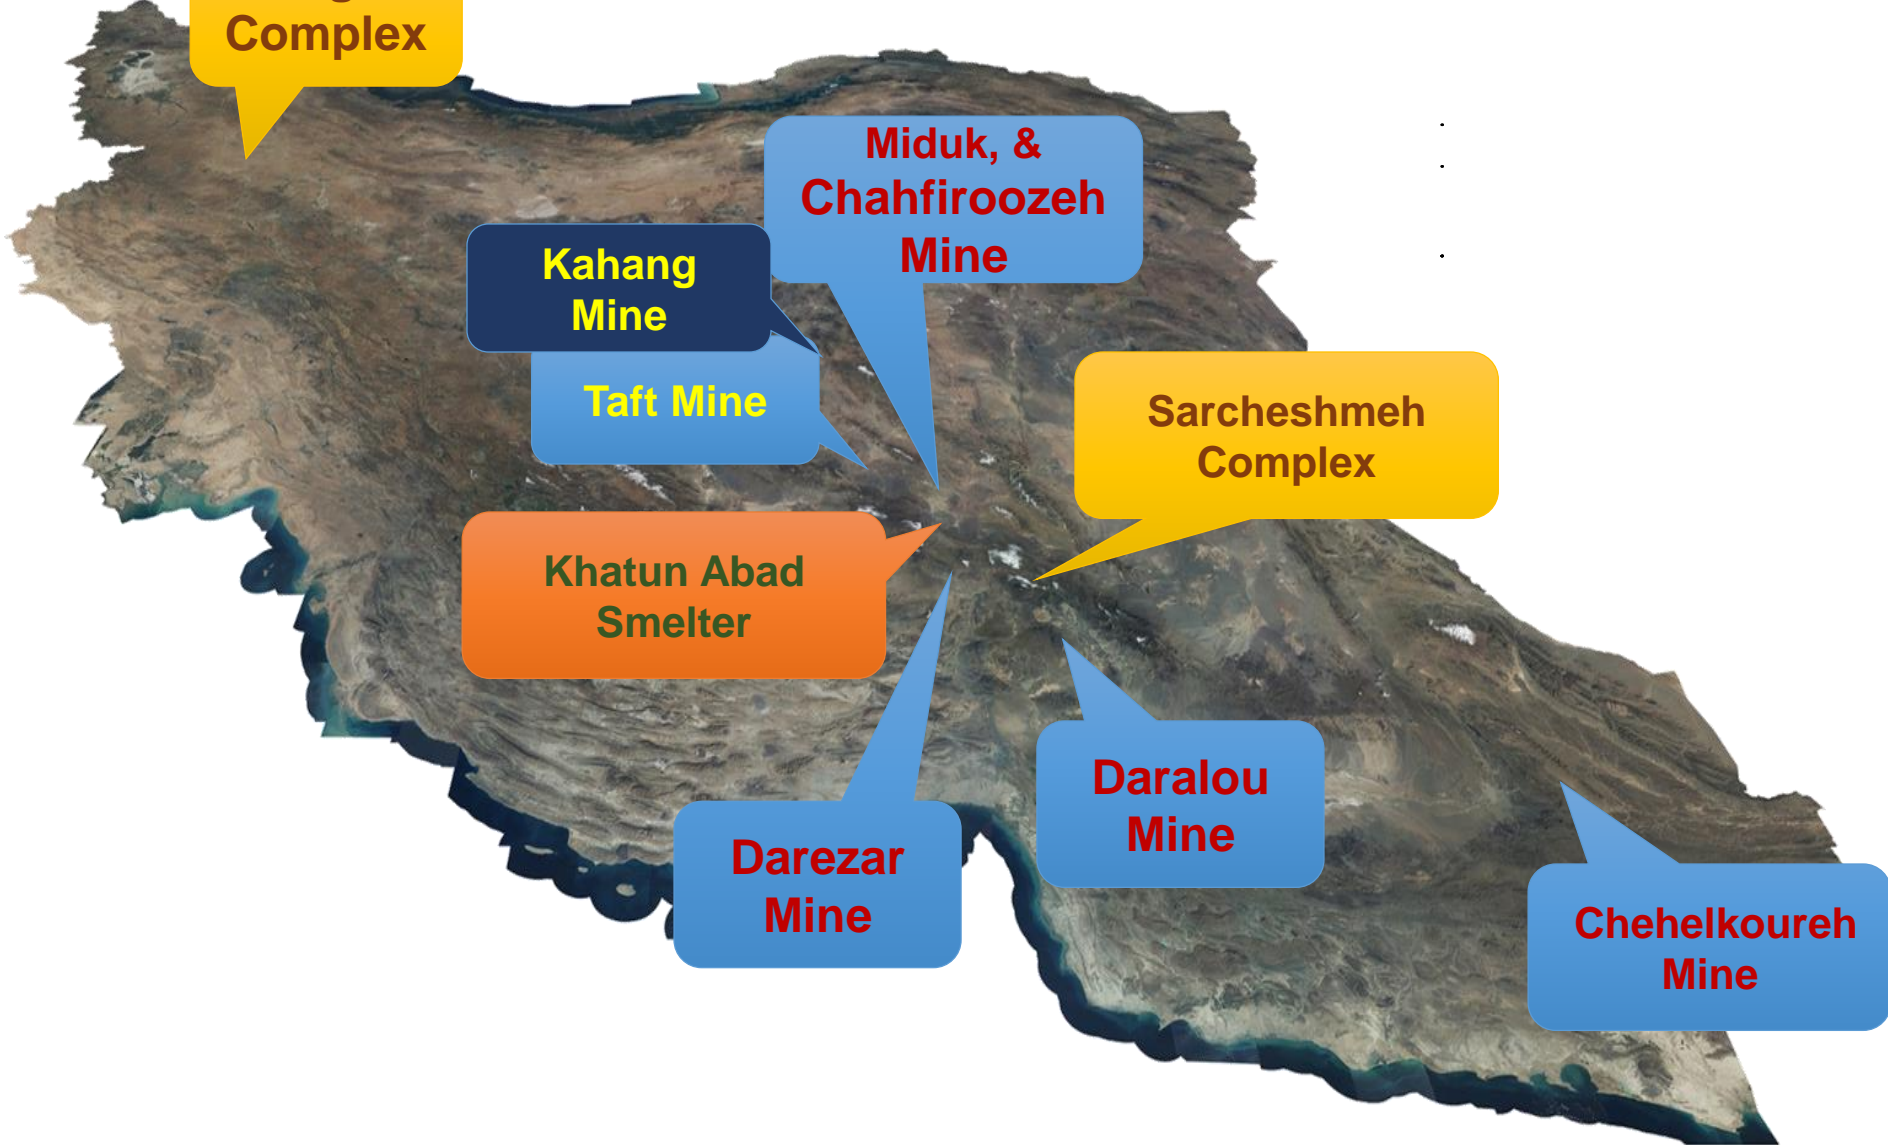 Complex
Miduk, &
Chahfiroozeh
Mine
Kahang
Mine
Taft Mine
Sarcheshmeh
Complex
Khatun Abad
Smelter
Daralou
Mine
Darezar
Mine
Chehelkoureh
Mine